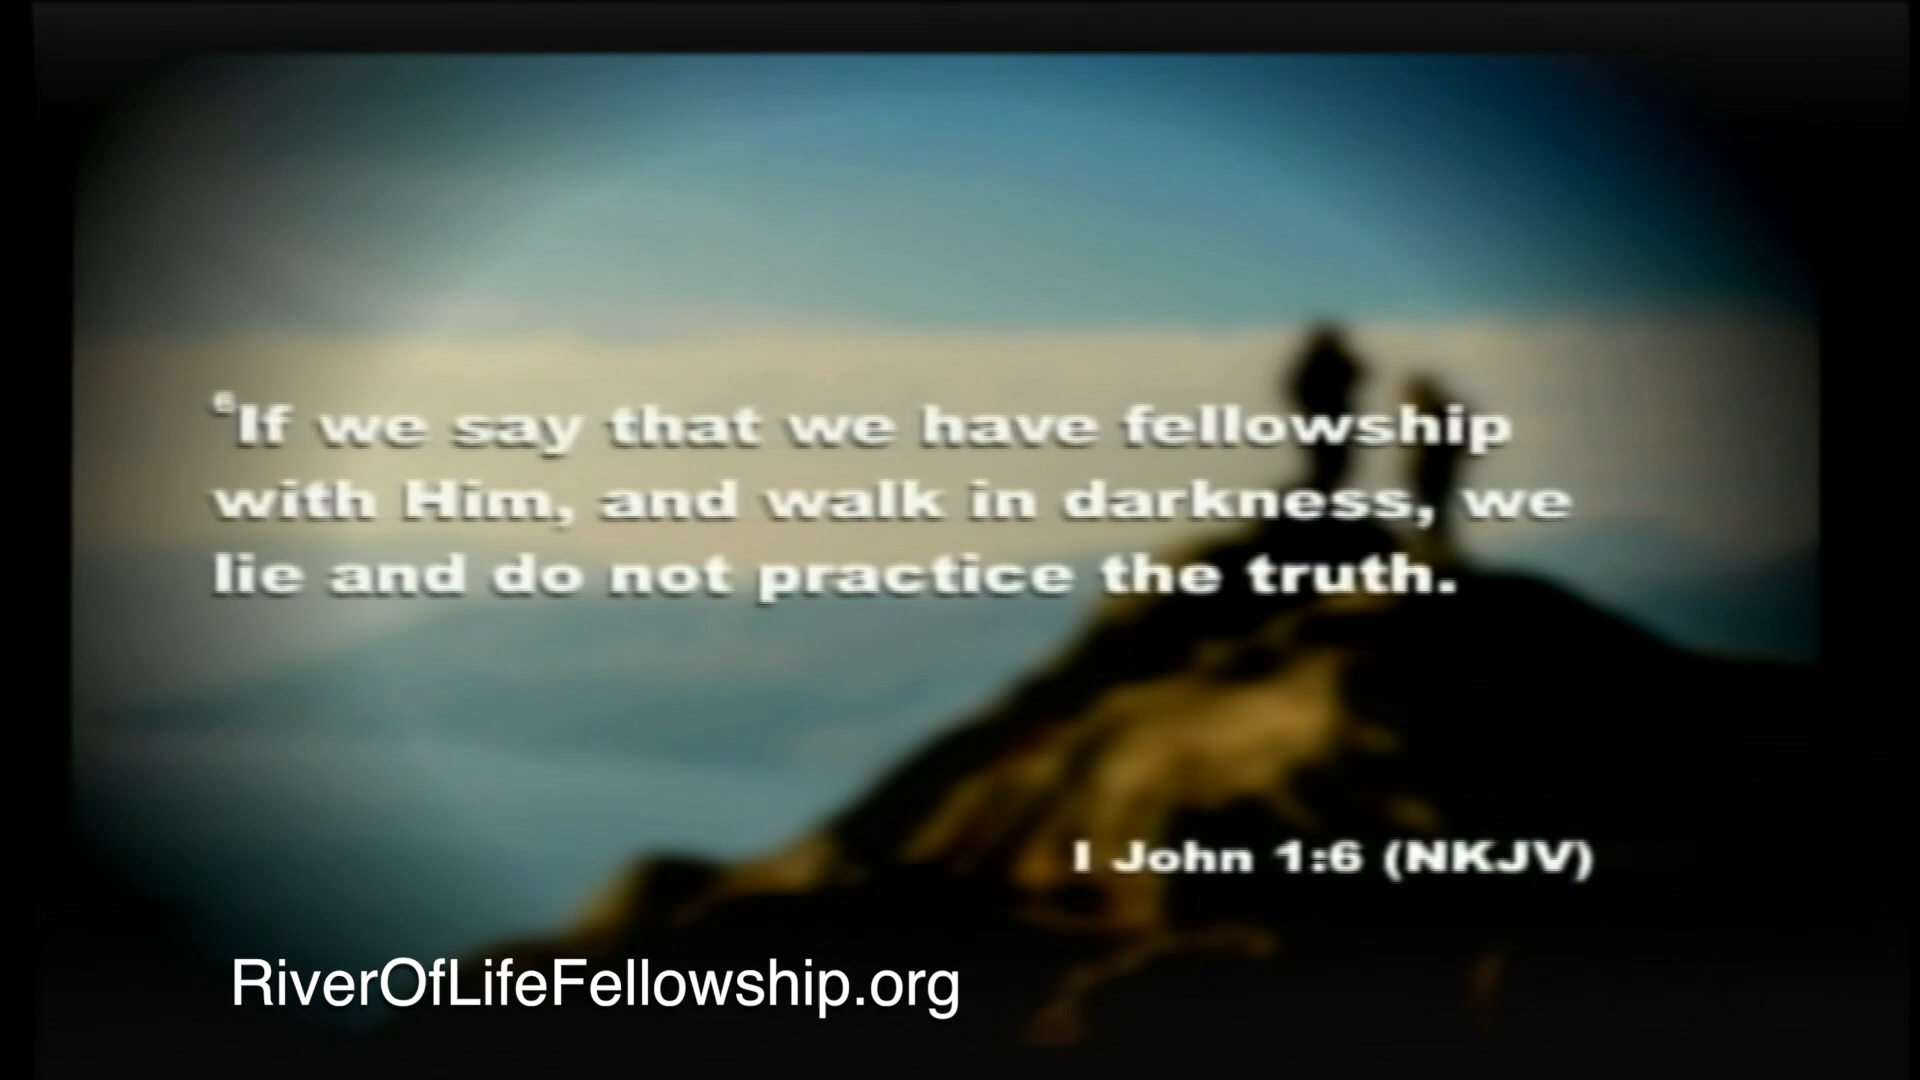 ⁶If we say that we have fellowship
with Him, and walk in darkness, we
lie and do not practice the truth.
I John 1:6 (NKJV)
RiverOfLifeFellowship.org